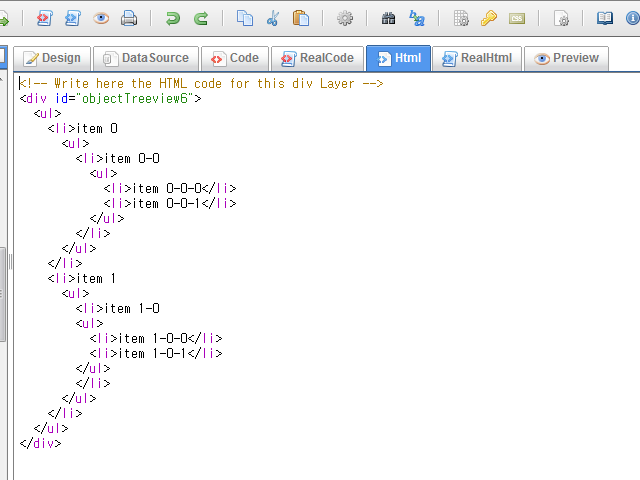 Design DataSource Code RealCode Html RealHtml Preview
<!-- Write here the HTML code for this div Layer -->
<div id="objectTreeview6">
  <ul>
    <li>item 0
      <ul>
        <li>item 0-0
          <ul>
            <li>item 0-0-0</li>
            <li>item 0-0-1</li>
          </ul>
        </li>
      </ul>
    </li>
    <li>item 1
      <ul>
        <li>item 1-0
        <ul>
          <li>item 1-0-0</li>
          <li>item 1-0-1</li>
        </ul>
        </li>
      </ul>
    </li>
  </ul>
</div>